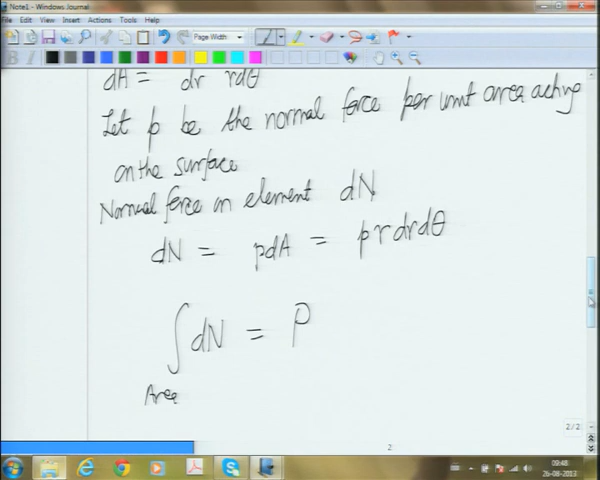 Note1 - Windows Journal
File Edit View Insert Actions Tools Help
Page Width
dA = dr rdθ
Let p be the normal force per unit area acting
on the surface
Normal force on element dN
dN = pdA = prdrdθ
∫dN = P
Area
2/2
2
09:48
26-08-2013